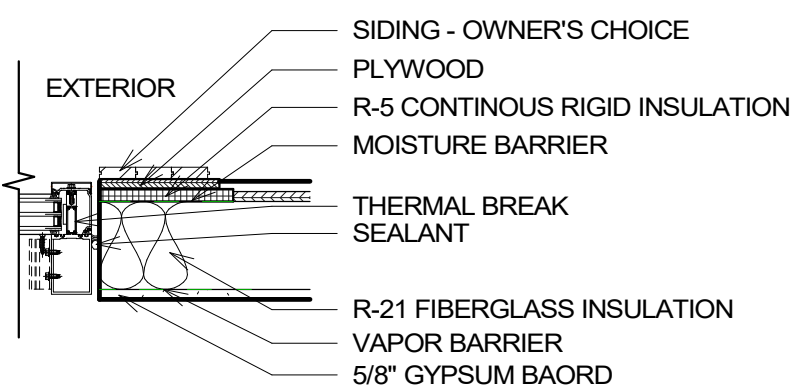 SIDING - OWNER'S CHOICE
EXTERIOR
PLYWOOD
R-5 CONTINOUS RIGID INSULATION
MOISTURE BARRIER
THERMAL BREAK
SEALANT
R-21 FIBERGLASS INSULATION
VAPOR BARRIER
5/8" GYPSUM BAORD